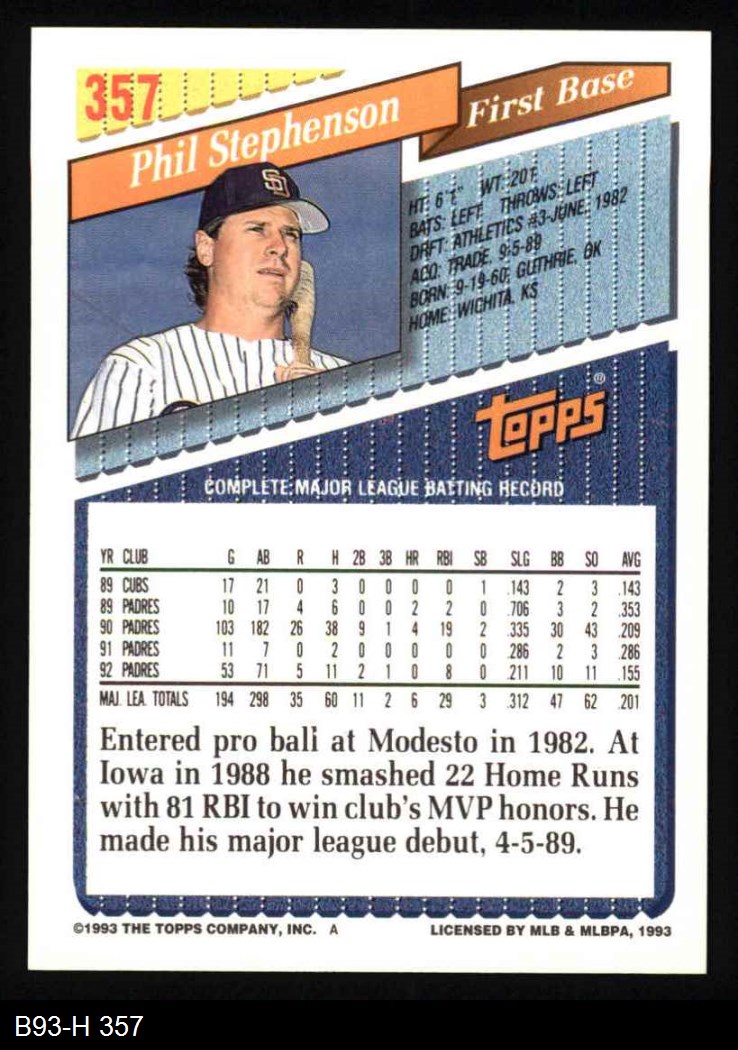 357
Phil Stephenson
First Base
HT: 6'1" WT: 201
BATS: LEFT THROWS: LEFT
DRFT: ATHLETICS #3-JUNE, 1982
ACQ: TRADE, 9-5-89
BORN: 9-19-60, GUTHRIE, OK
HOME: WICHITA, KS
SD
Topps®
COMPLETE MAJOR LEAGUE BATTING RECORD
YR CLUB G AB R H 2B 3B HR RBI SB SLG BB SO AVG
89 CUBS 17 21 0 3 0 0 0 0 1 .143 2 3 .143
89 PADRES 10 17 4 6 0 0 2 2 0 .706 3 2 .353
90 PADRES 103 182 26 38 9 1 4 19 2 .335 30 43 .209
91 PADRES 11 7 0 2 0 0 0 0 0 .286 2 3 .286
92 PADRES 53 71 5 11 2 1 0 8 0 .211 10 11 .155
MAJ. LEA. TOTALS 194 298 35 60 11 2 6 29 3 .312 47 62 .201
Entered pro ball at Modesto in 1982. At
Iowa in 1988 he smashed 22 Home Runs
with 81 RBI to win club's MVP honors. He
made his major league debut, 4-5-89.
©1993 THE TOPPS COMPANY, INC. A
LICENSED BY MLB & MLBPA, 1993
B93-H 357